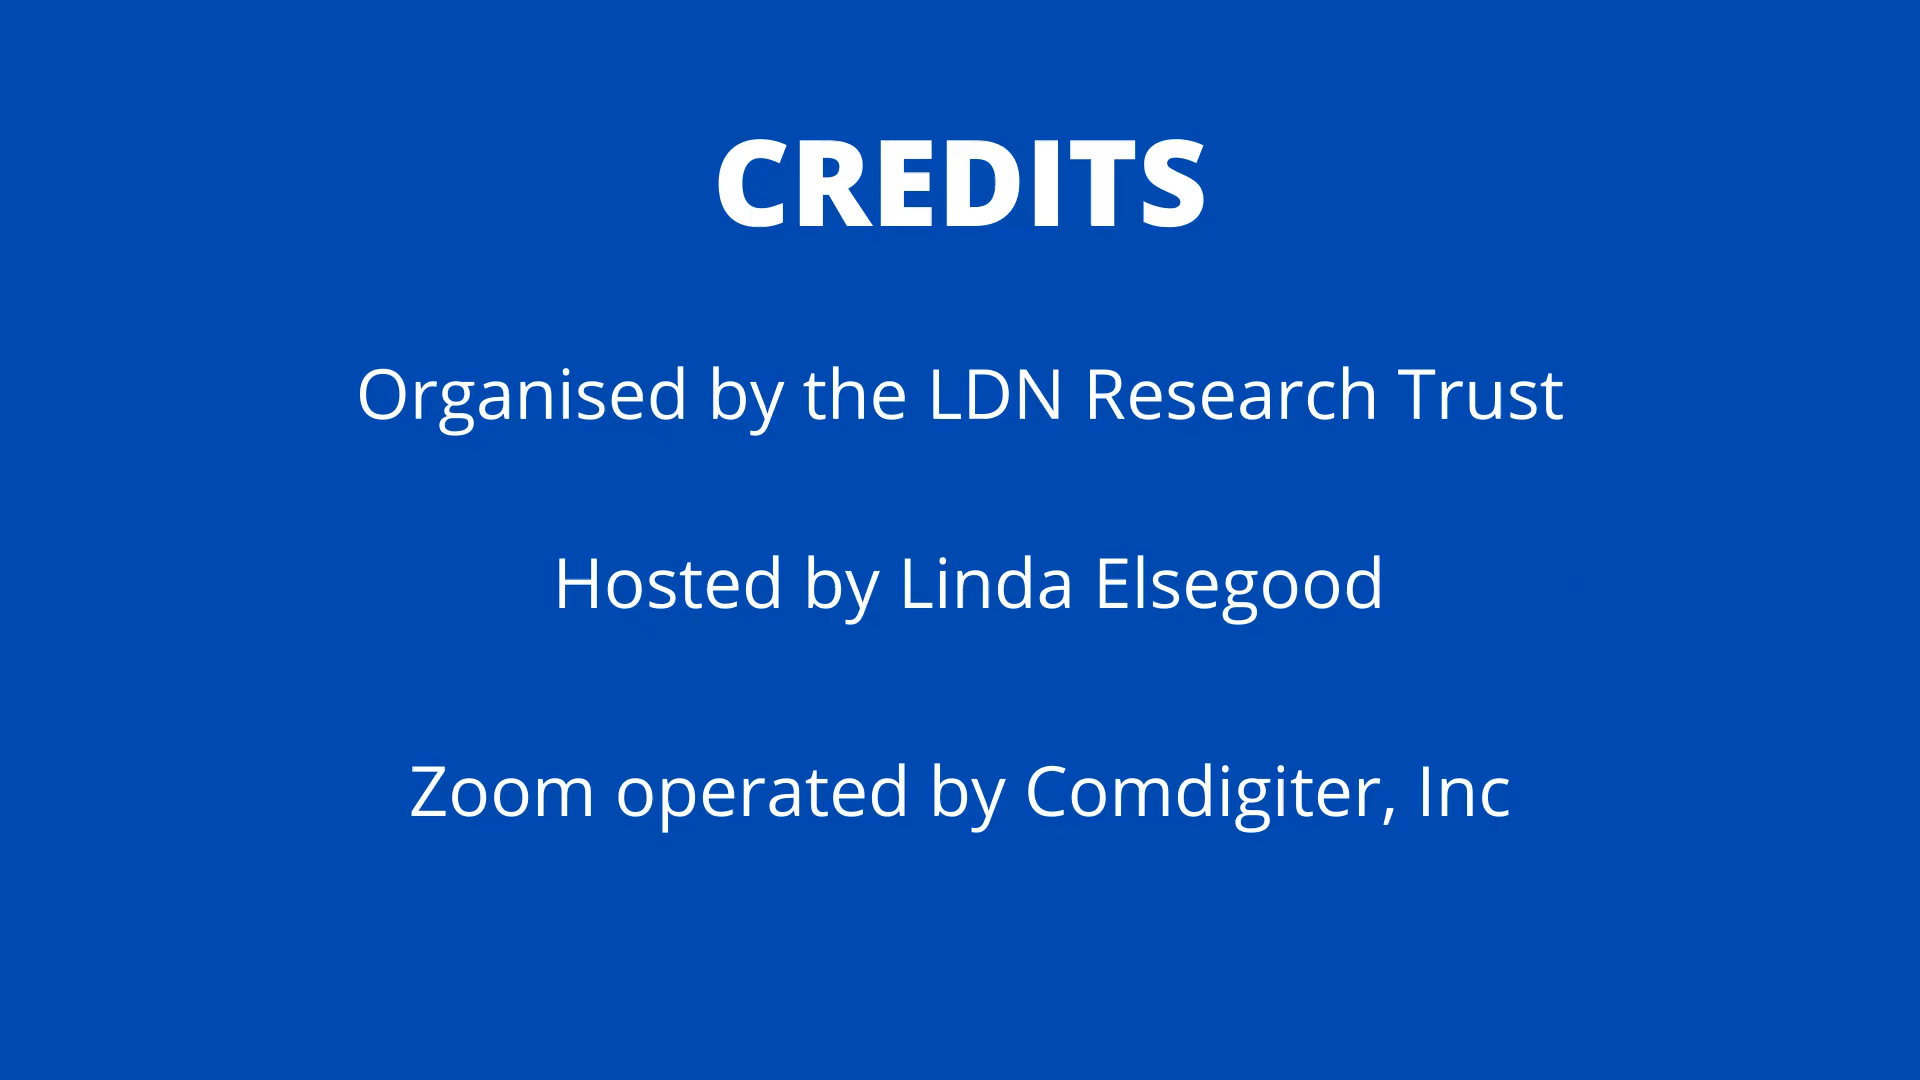 CREDITS
Organised by the LDN Research Trust
Hosted by Linda Elsegood
Zoom operated by Comdigiter, Inc